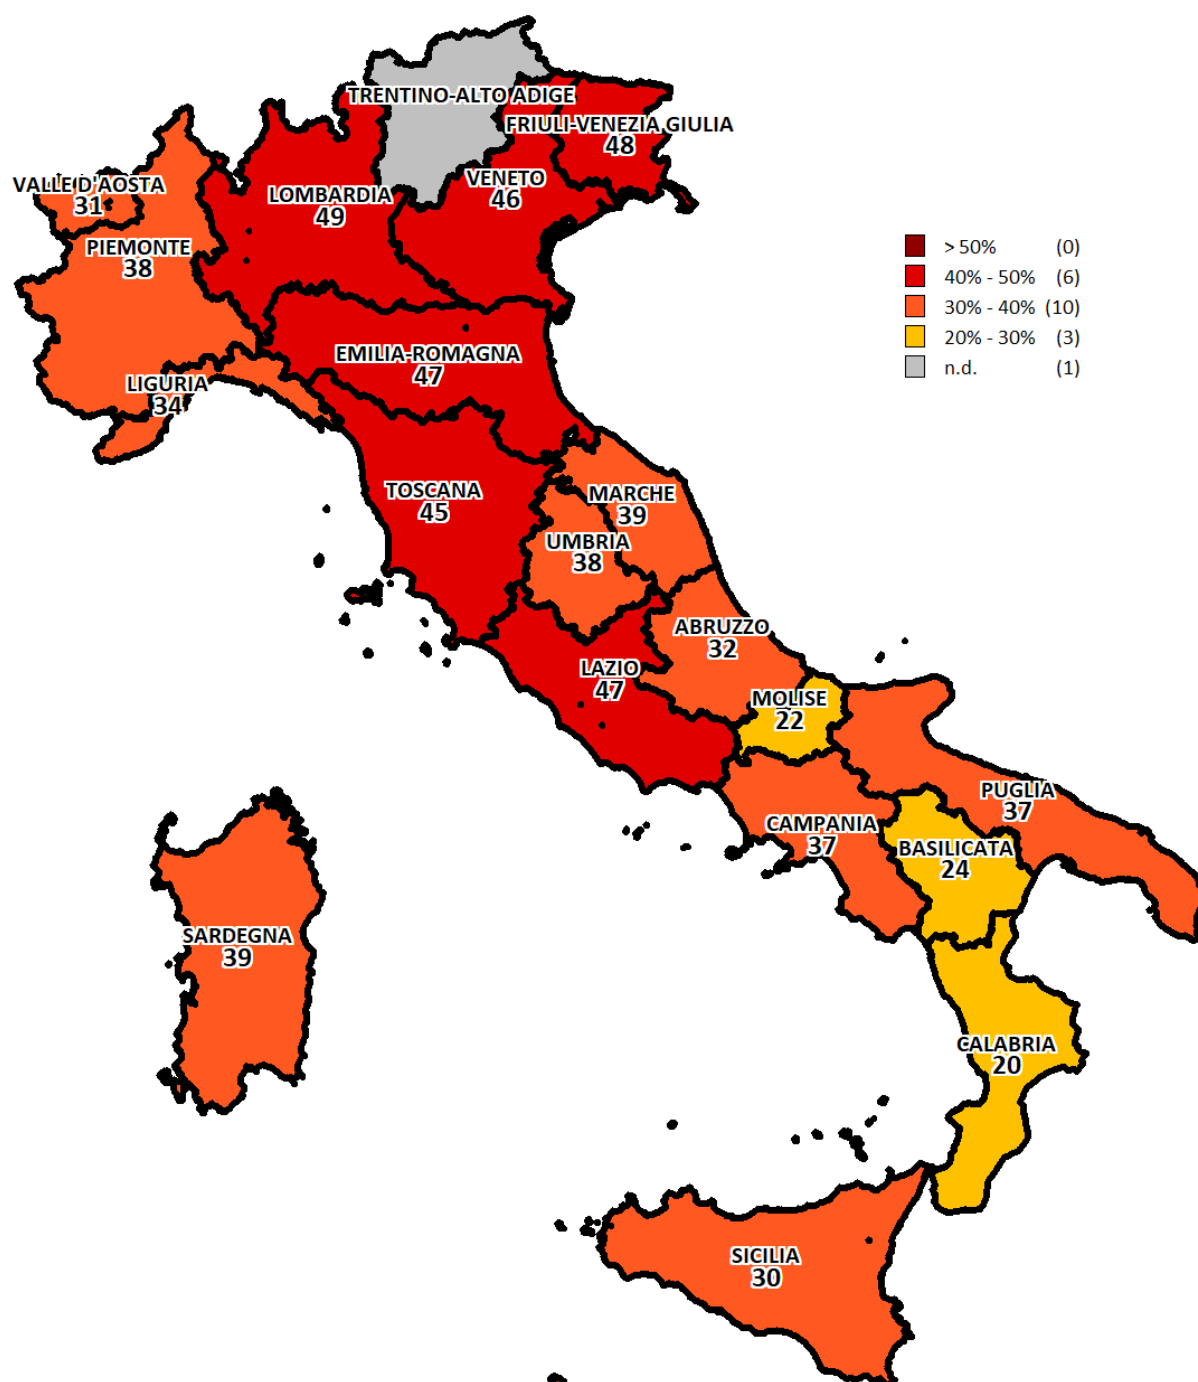 TRENTINO-ALTO ADIGE
FRIULI-VENEZIA GIULIA
48
VALLE D'AOSTA
31
LOMBARDIA
49
VENETO
46
PIEMONTE
38
> 50% (0)
40% - 50% (6)
30% - 40% (10)
20% - 30% (3)
n.d. (1)
EMILIA-ROMAGNA
47
LIGURIA
34
TOSCANA
45
MARCHE
39
UMBRIA
38
ABRUZZO
32
LAZIO
47
MOLISE
22
PUGLIA
37
CAMPANIA
37
BASILICATA
24
SARDEGNA
39
CALABRIA
20
SICILIA
30